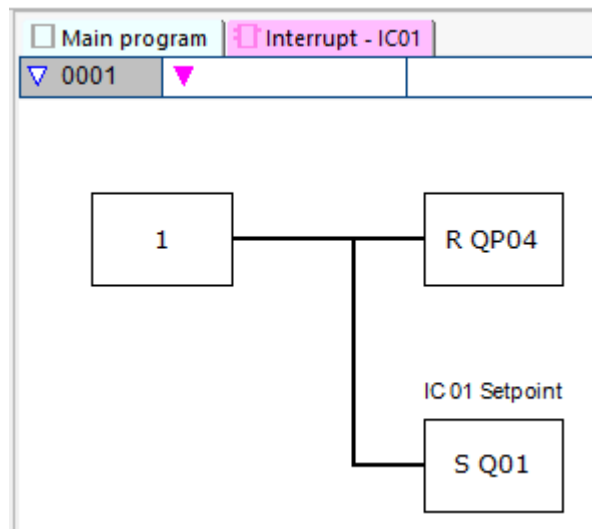 Main program Interrupt - IC01
0001
1 R QP04
IC 01 Setpoint
S Q01